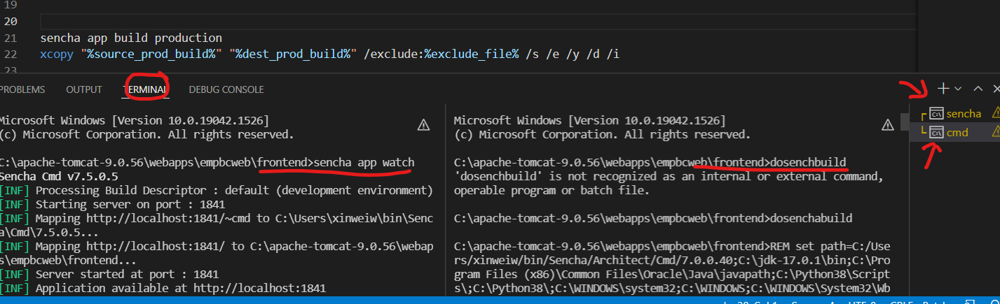 19
20
21 sencha app build production
22 xcopy "%source_prod_build%" "%dest_prod_build%" /exclude:%exclude_file% /s /e /y /d /i
23
PROBLEMS OUTPUT TERMINAL DEBUG CONSOLE
Microsoft Windows [Version 10.0.19042.1526]
(c) Microsoft Corporation. All rights reserved.
C:\apache-tomcat-9.0.56\webapps\empbcweb\frontend>sencha app watch
Sencha Cmd v7.5.0.5
[INF] Processing Build Descriptor : default (development environment)
[INF] Starting server on port : 1841
[INF] Mapping http://localhost:1841/~cmd to C:\Users\xinweiw\bin\Senc
a\Cmd\7.5.0.5...
[INF] Mapping http://localhost:1841/ to C:\apache-tomcat-9.0.56\webap
s\empbcweb\frontend...
[INF] Server started at port : 1841
[INF] Application available at http://localhost:1841
Microsoft Windows [Version 10.0.19042.1526]
(c) Microsoft Corporation. All rights reserved.
C:\apache-tomcat-9.0.56\webapps\empbcweb\frontend>dosenchbuild
'dosenchbuild' is not recognized as an internal or external command,
operable program or batch file.
C:\apache-tomcat-9.0.56\webapps\empbcweb\frontend>dosenchabuild
C:\apache-tomcat-9.0.56\webapps\empbcweb\frontend>REM set path=C:/Use
rs/xinweiw/bin/Sencha/Architect/Cmd/7.0.0.40;C:\jdk-17.0.1\bin;C:\Pro
gram Files (x86)\Common Files\Oracle\Java\javapath;C:\Python38\Script
s\;C:\Python38\;C:\WINDOWS\system32;C:\WINDOWS;C:\WINDOWS\System32\Wb
sencha
cmd